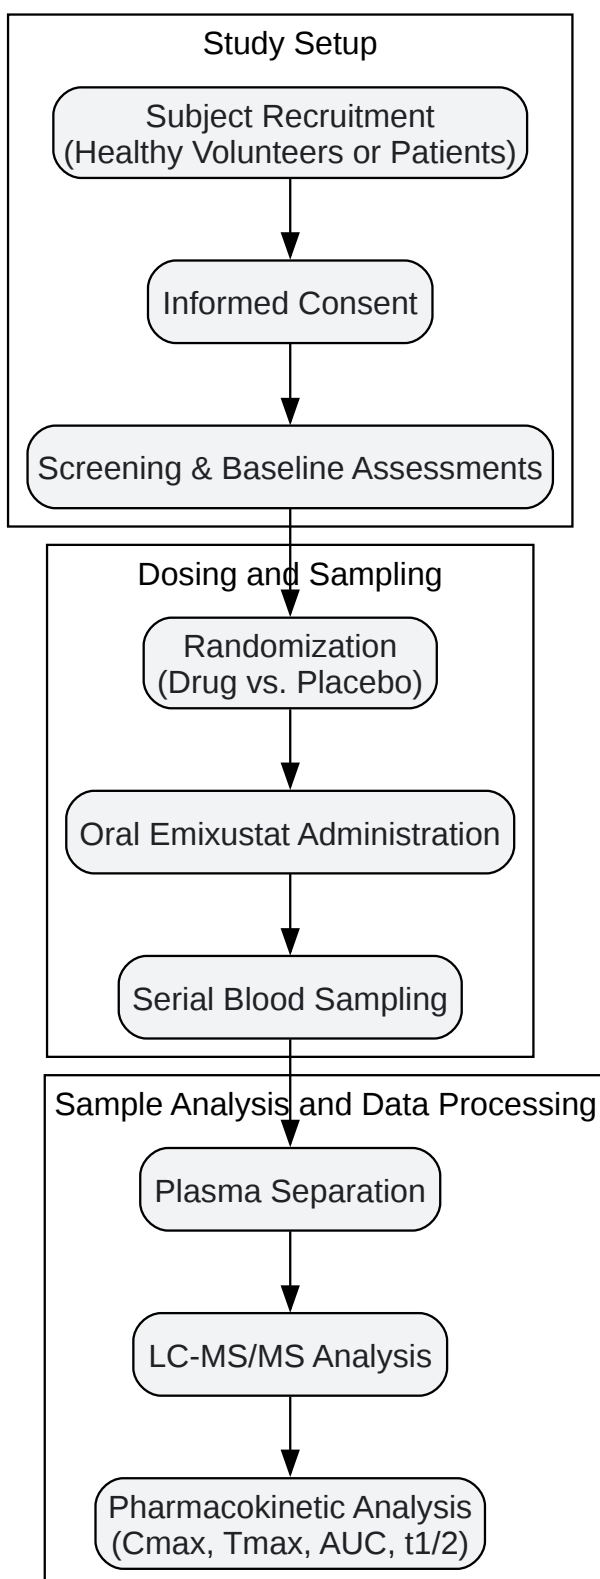 Study Setup
Subject Recruitment
(Healthy Volunteers or Patients)
Informed Consent
Screening & Baseline Assessments
Dosing and Sampling
Randomization
(Drug vs. Placebo)
Oral Emixustat Administration
Serial Blood Sampling
Sample Analysis and Data Processing
Plasma Separation
LC-MS/MS Analysis
Pharmacokinetic Analysis
(Cmax, Tmax, AUC, t1/2)